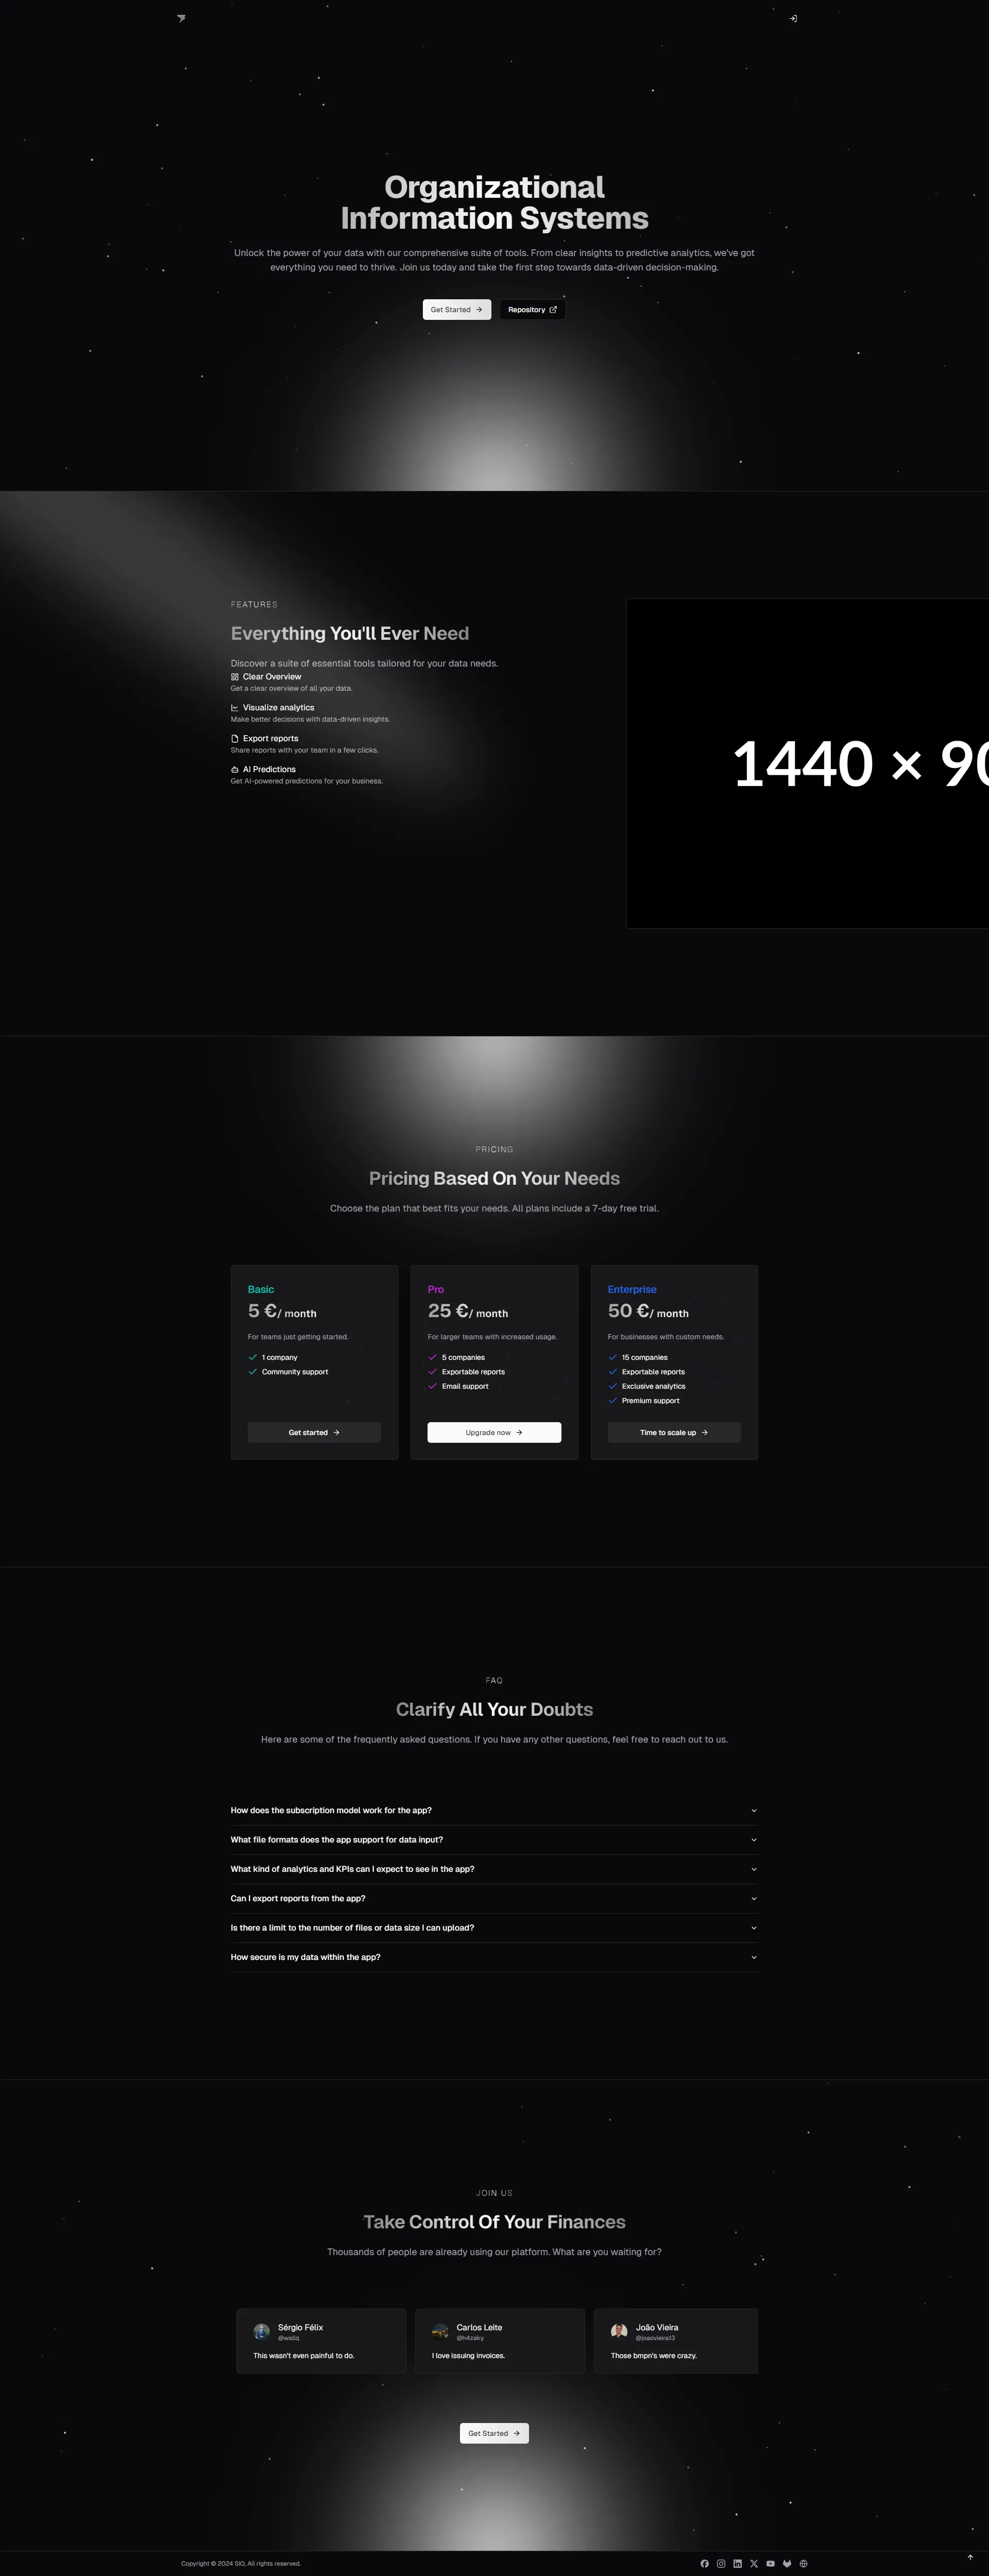 Organizational
Information Systems
Unlock the power of your data with our comprehensive suite of tools. From clear insights to predictive analytics, we've got
everything you need to thrive. Join us today and take the first step towards data-driven decision-making.
Get Started
Repository
FEATURES
Everything You'll Ever Need
Discover a suite of essential tools tailored for your data needs.
Clear Overview
Get a clear overview of all your data.
Visualize analytics
Make better decisions with data-driven insights.
Export reports
Share reports with your team in a few clicks.
AI Predictions
Get AI-powered predictions for your business.
1440 × 90
PRICING
Pricing Based On Your Needs
Choose the plan that best fits your needs. All plans include a 7-day free trial.
Basic
5 €/ month
For teams just getting started.
1 company
Community support
Get started
Pro
25 €/ month
For larger teams with increased usage.
5 companies
Exportable reports
Email support
Upgrade now
Enterprise
50 €/ month
For businesses with custom needs.
15 companies
Exportable reports
Exclusive analytics
Premium support
Time to scale up
FAQ
Clarify All Your Doubts
Here are some of the frequently asked questions. If you have any other questions, feel free to reach out to us.
How does the subscription model work for the app?
What file formats does the app support for data input?
What kind of analytics and KPIs can I expect to see in the app?
Can I export reports from the app?
Is there a limit to the number of files or data size I can upload?
How secure is my data within the app?
JOIN US
Take Control Of Your Finances
Thousands of people are already using our platform. What are you waiting for?
Sérgio Félix
@wallq
This wasn't even painful to do.
Carlos Leite
@h4zaky
I love issuing invoices.
João Vieira
@joaovieira13
Those bmpn's were crazy.
Get Started
Copyright © 2024 SIO, All rights reserved.